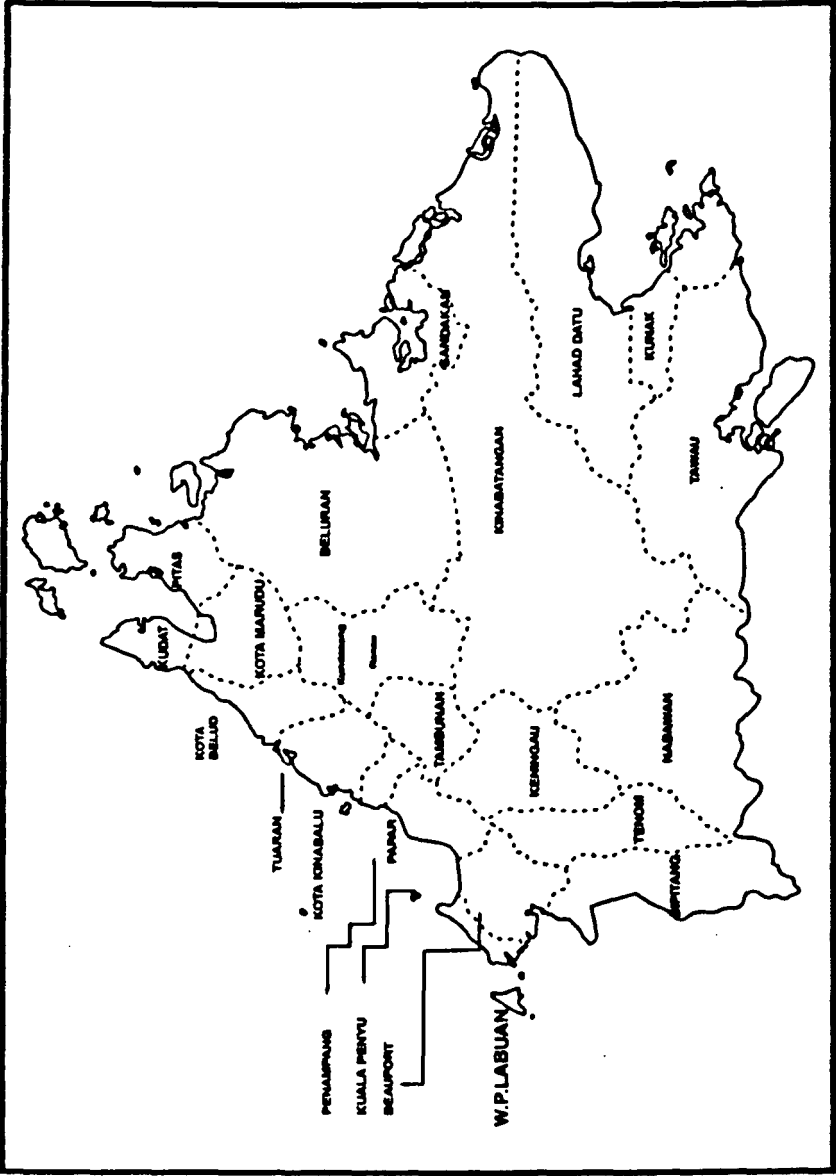 PENAMPANG
KUALA PENYU
BEAUFORT
W.P.LABUAN
TUARAN
KOTA KINABALU
PAPAR
SIPITANG
KOTA
BELUD
TAMBUNAN
KENINGAU
TENOM
NABAWAN
KUDAT
KOTA MARUDU
PITAS
BELURAN
KINABATANGAN
TAWAU
SANDAKAN
LAHAD DATU
KUNAK